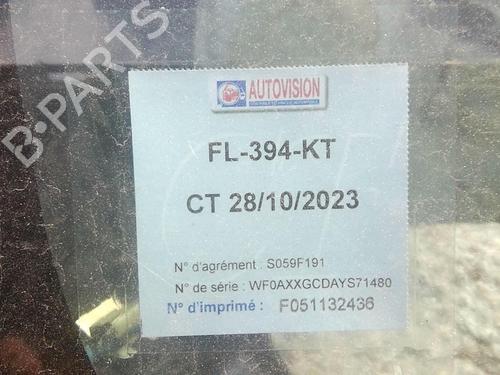 B-PARTS
AUTOVISION
FL-394-KT
CT 28/10/2023
N° d'agrément : S059F191
N° de série : WF0AXXGCDAYS71480
N° d'imprimé : F051132436